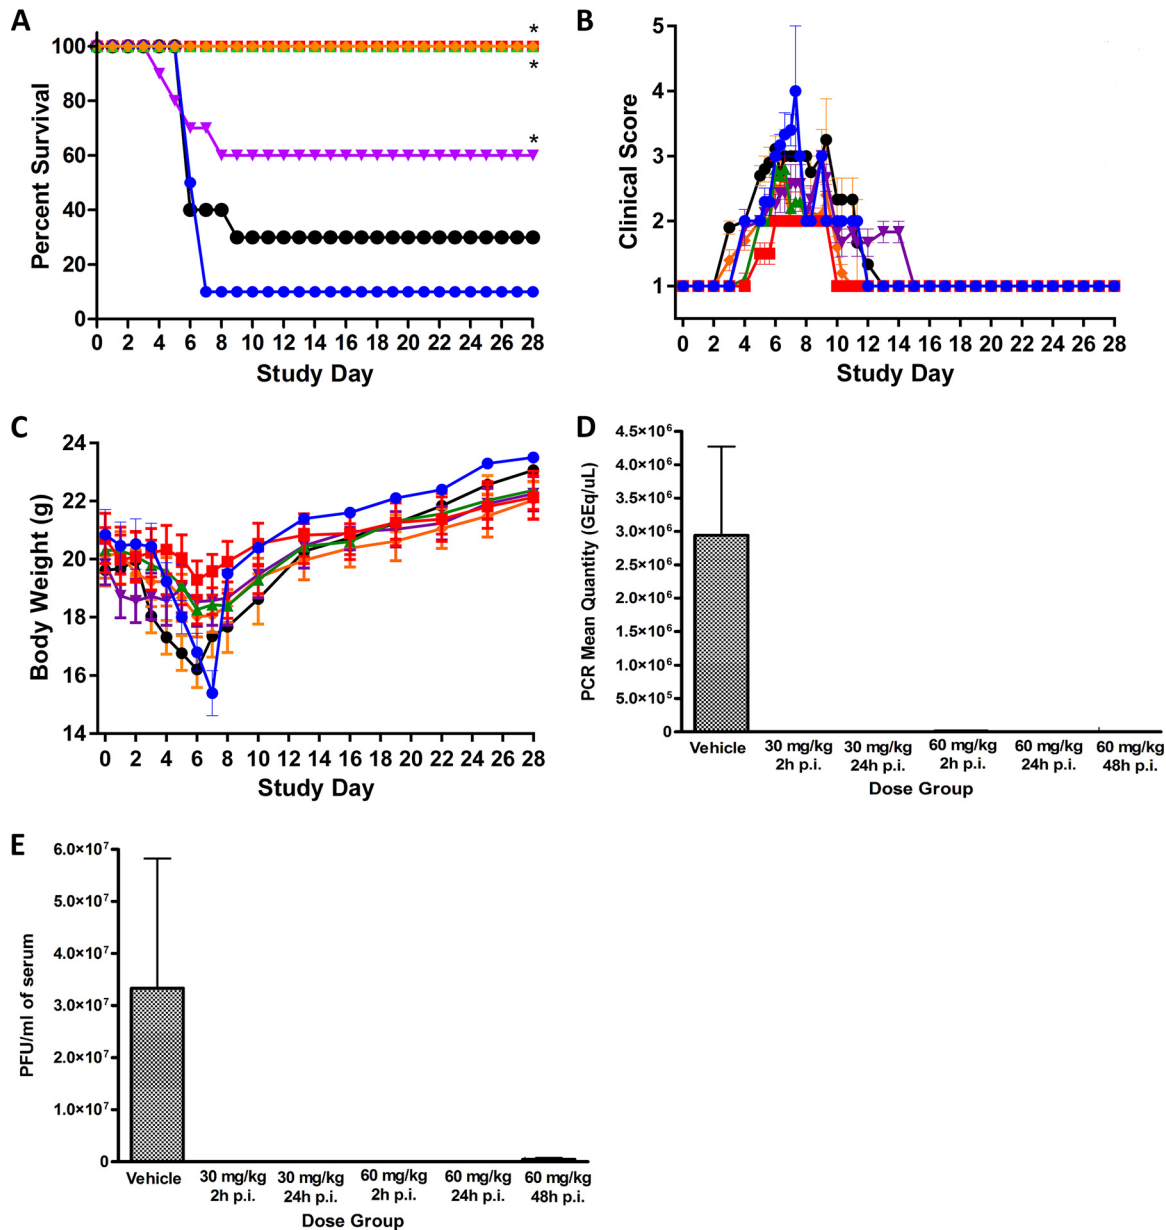 A
Percent Survival
100
80
60
40
20
0
*
*
*
0 2 4 6 8 10 12 14 16 18 20 22 24 26 28
Study Day
B
Clinical Score
5
4
3
2
1
0 2 4 6 8 10 12 14 16 18 20 22 24 26 28
Study Day
C
Body Weight (g)
24
22
20
18
16
14
0 2 4 6 8 10 12 14 16 18 20 22 24 26 28
Study Day
D
PCR Mean Quantity (GEq/uL)
4.5×10⁶
4.0×10⁶
3.5×10⁶
3.0×10⁶
2.5×10⁶
2.0×10⁶
1.5×10⁶
1.0×10⁶
5.0×10⁵
0
Vehicle 30 mg/kg 30 mg/kg 60 mg/kg 60 mg/kg 60 mg/kg
2h p.i. 24h p.i. 2h p.i. 24h p.i. 48h p.i.
Dose Group
E
PFU/ml of serum
6.0×10⁷
5.0×10⁷
4.0×10⁷
3.0×10⁷
2.0×10⁷
1.0×10⁷
0
Vehicle 30 mg/kg 30 mg/kg 60 mg/kg 60 mg/kg 60 mg/kg
2h p.i. 24h p.i. 2h p.i. 24h p.i. 48h p.i.
Dose Group